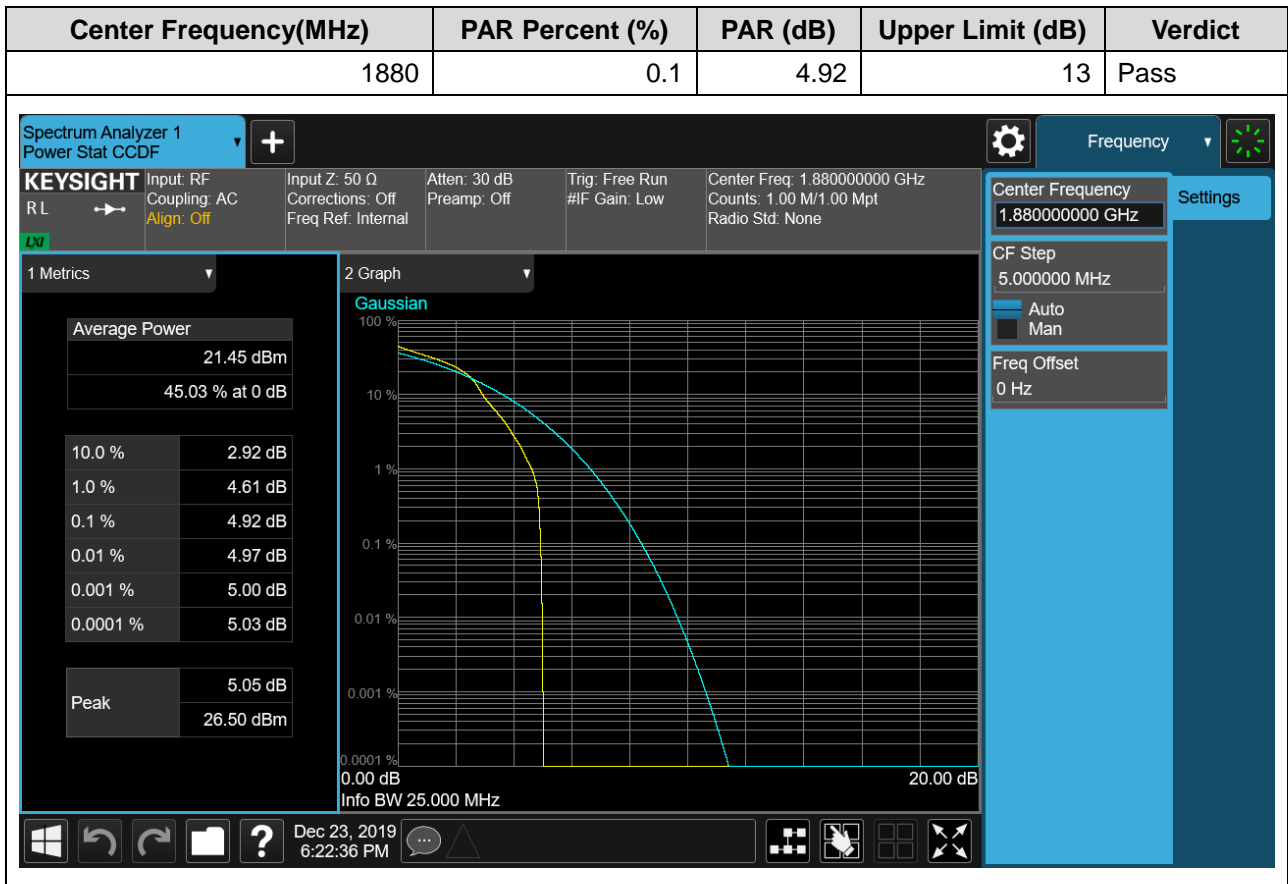 Center Frequency(MHz) PAR Percent (%) PAR (dB) Upper Limit (dB) Verdict
1880 0.1 4.92 13 Pass
Spectrum Analyzer 1
Power Stat CCDF
Frequency
KEYSIGHT
R L
LXI
Input: RF
Coupling: AC
Align: Off
Input Z: 50 Ω
Corrections: Off
Freq Ref: Internal
Atten: 30 dB
Preamp: Off
Trig: Free Run
#IF Gain: Low
Center Freq: 1.880000000 GHz
Counts: 1.00 M/1.00 Mpt
Radio Std: None
Center Frequency
1.880000000 GHz
Settings
CF Step
5.000000 MHz
Auto
Man
Freq Offset
0 Hz
1 Metrics
Average Power
21.45 dBm
45.03 % at 0 dB
10.0 % 2.92 dB
1.0 % 4.61 dB
0.1 % 4.92 dB
0.01 % 4.97 dB
0.001 % 5.00 dB
0.0001 % 5.03 dB
Peak
5.05 dB
26.50 dBm
2 Graph
Gaussian
100 %
10 %
1 %
0.1 %
0.01 %
0.001 %
0.0001 %
0.00 dB 20.00 dB
Info BW 25.000 MHz
?
Dec 23, 2019
6:22:36 PM